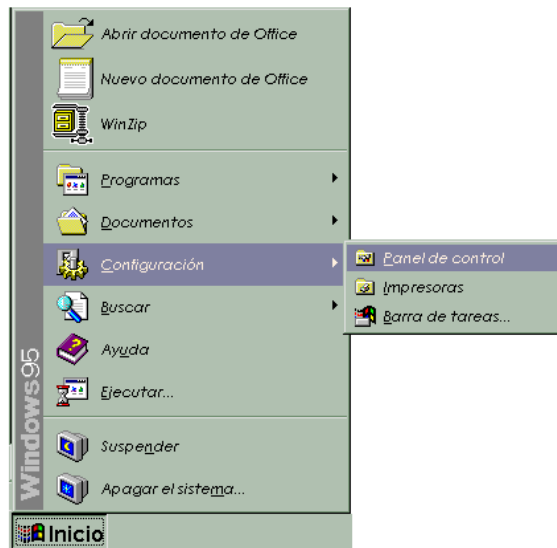 Abrir documento de Office
Nuevo documento de Office
WinZip
Programas
Documentos
Configuración
Panel de control
Impresoras
Barra de tareas...
Buscar
Ayuda
Ejecutar...
Suspender
Apagar el sistema...
Windows95
Inicio